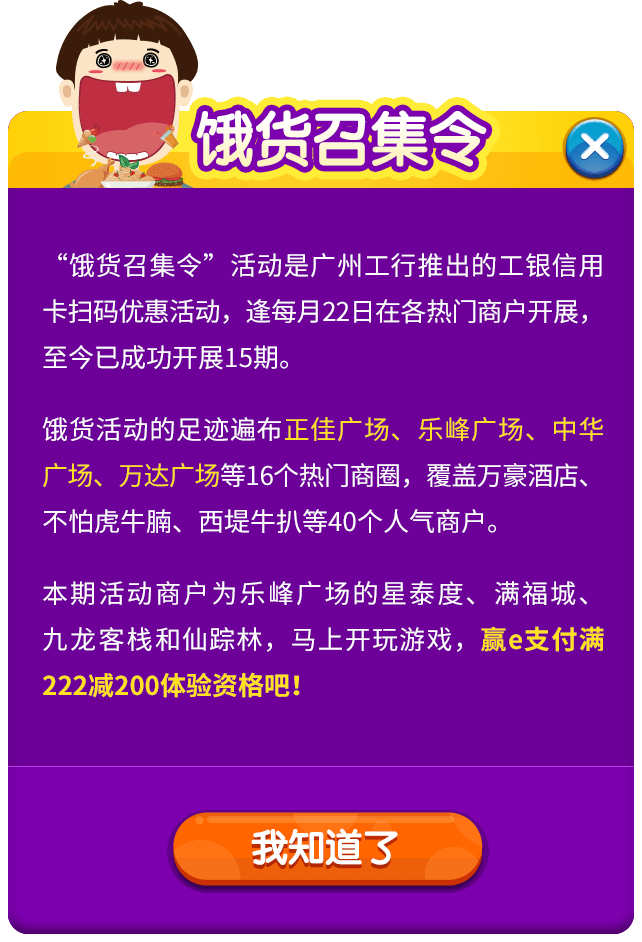 饿货召集令
“饿货召集令”活动是广州工行推出的工银信用
卡扫码优惠活动，逢每月22日在各热门商户开展，
至今已成功开展15期。
饿货活动的足迹遍布正佳广场、乐峰广场、中华
广场、万达广场等16个热门商圈，覆盖万豪酒店、
不怕虎牛腩、西堤牛扒等40个人气商户。
本期活动商户为乐峰广场的星泰度、满福城、
九龙客栈和仙踪林，马上开玩游戏，赢e支付满
222减200体验资格吧！
我知道了